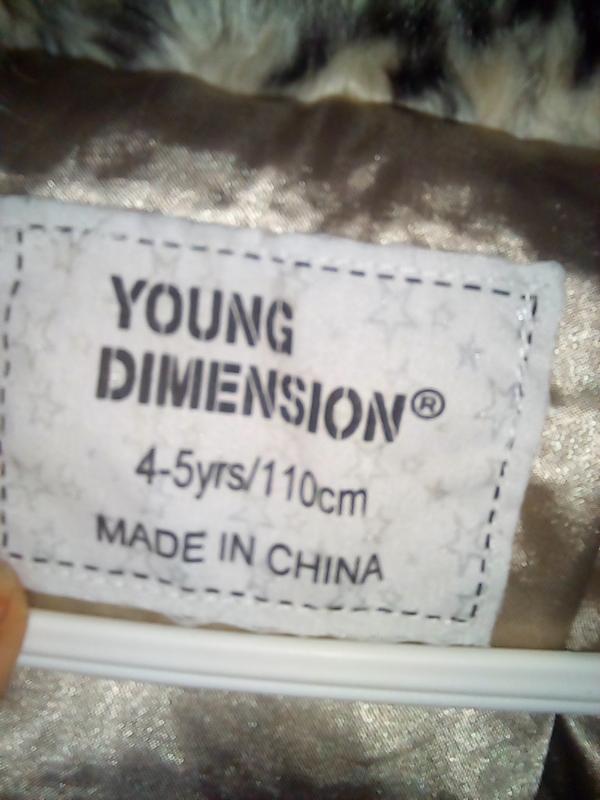 YOUNG
DIMENSION®
4-5yrs/110cm
MADE IN CHINA